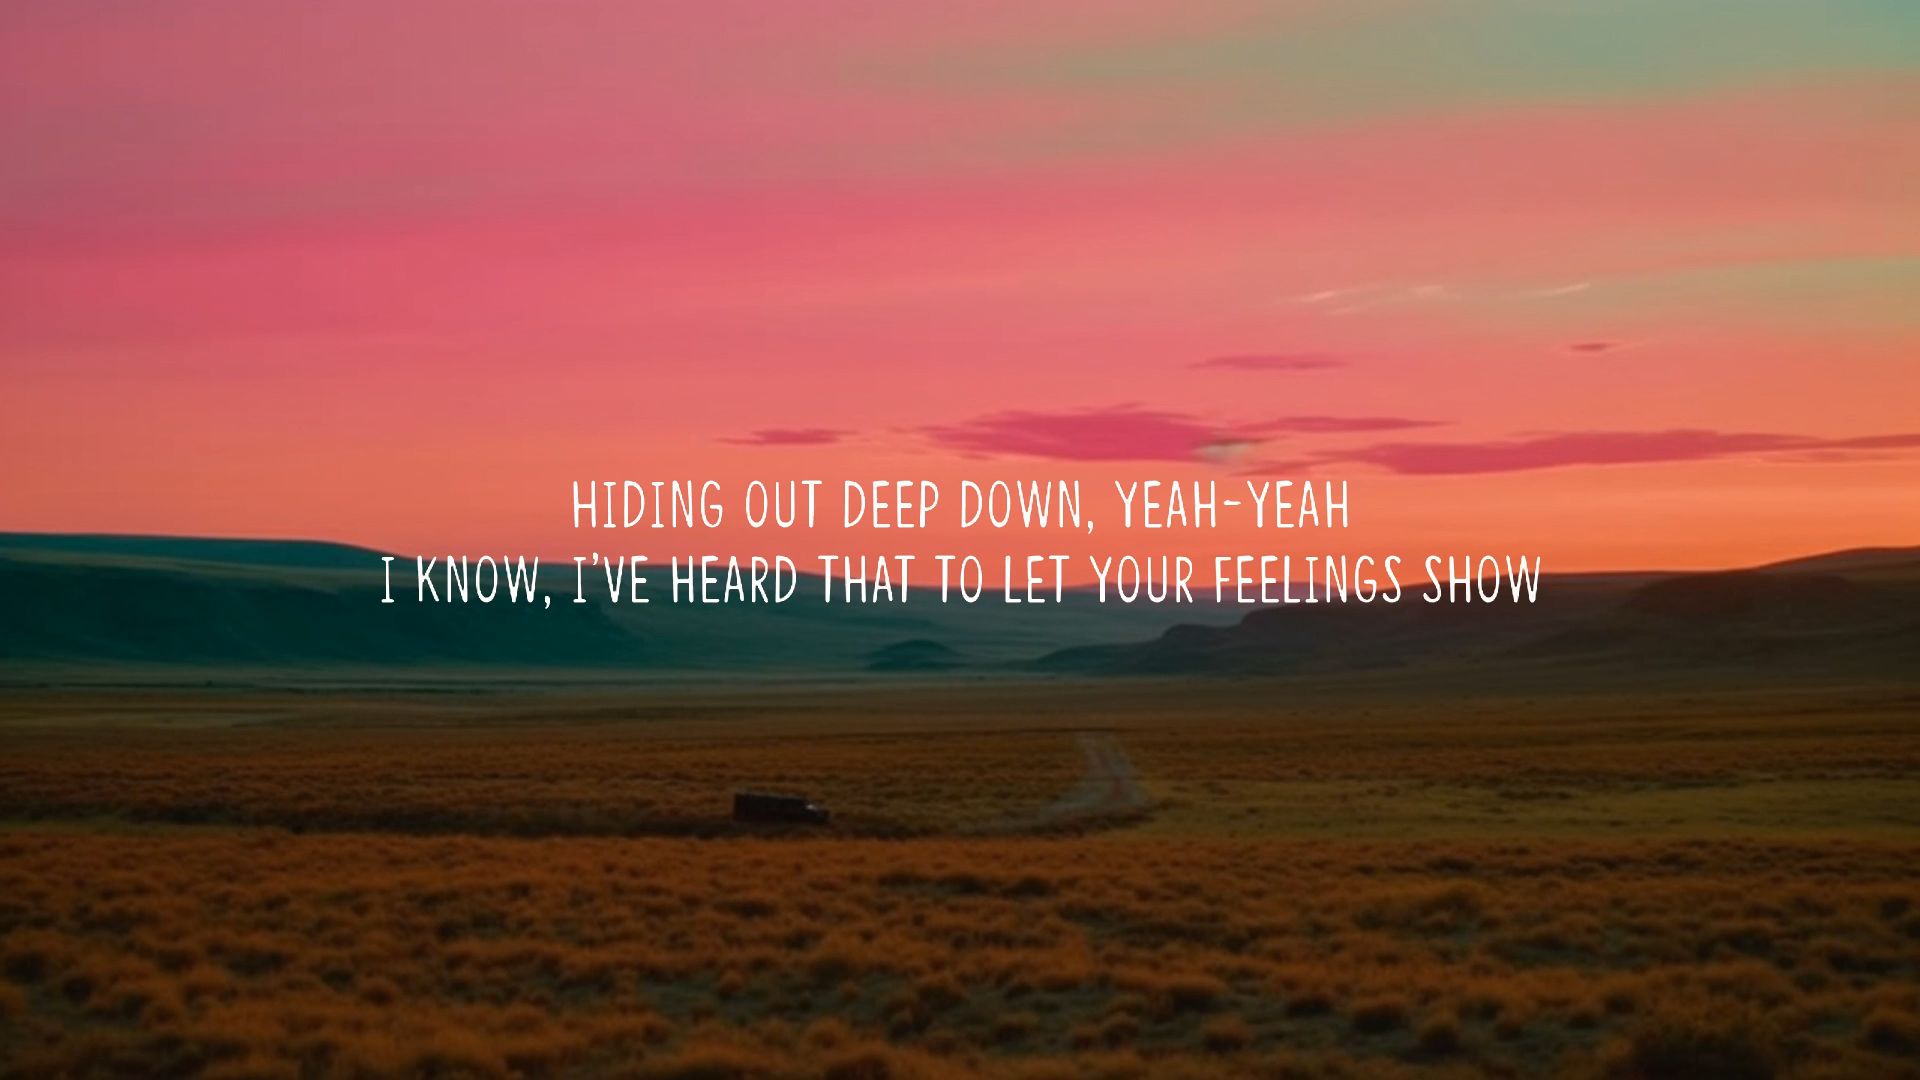 HIDING OUT DEEP DOWN, YEAH-YEAH
I KNOW, I'VE HEARD THAT TO LET YOUR FEELINGS SHOW